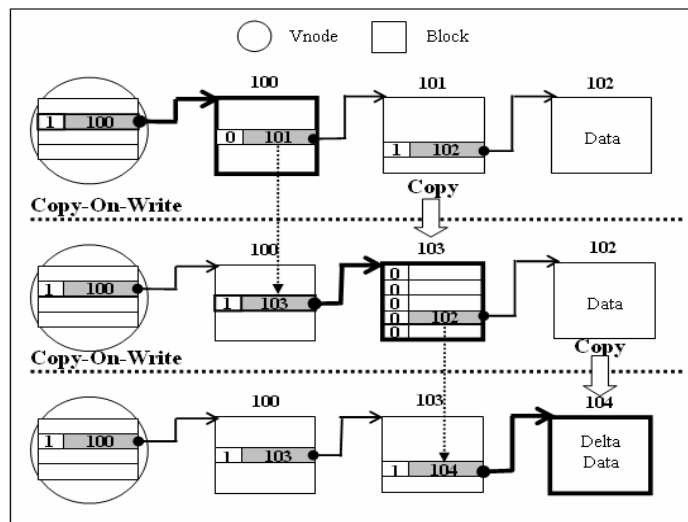 Vnode Block
100 101 102
1 100
0 101
1 102
Data
Copy-On-Write
Copy
100 103 102
1 100
1 103
0
0
0
0 102
0
Data
Copy-On-Write
Copy
100 103 104
1 100
1 103
1 104
Delta
Data